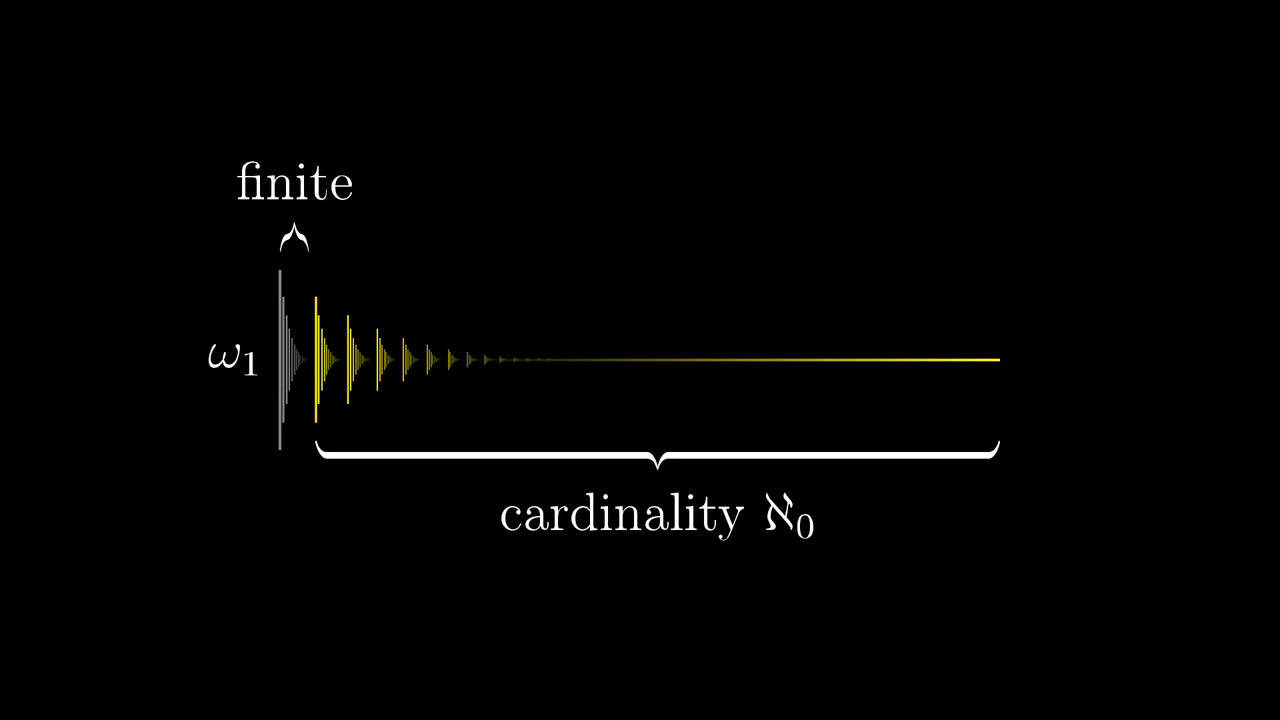 finite
ω₁
cardinality ℵ₀